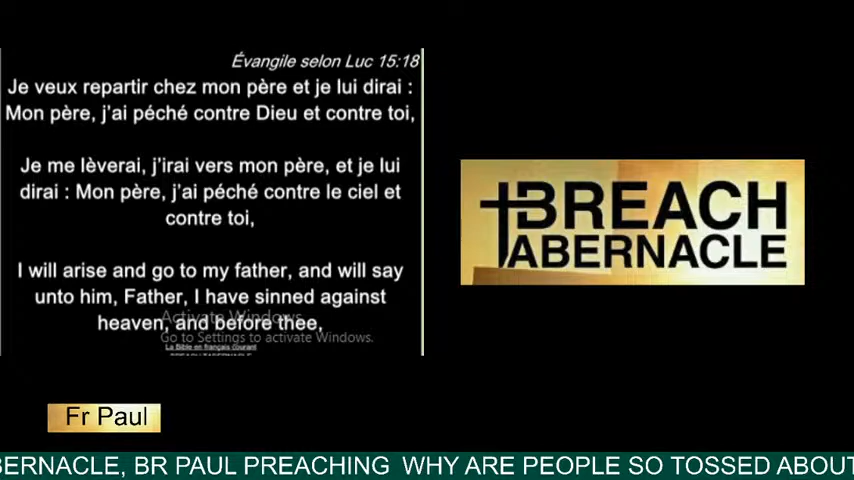 Évangile selon Luc 15:18
Je veux repartir chez mon père et je lui dirai :
Mon père, j’ai péché contre Dieu et contre toi,
Je me lèverai, j’irai vers mon père, et je lui
dirai : Mon père, j’ai péché contre le ciel et
contre toi,
I will arise and go to my father, and will say
unto him, Father, I have sinned against
heaven, and before thee,
Activate Windows
Go to Settings to activate Windows.
La Bible en français courant
BREACH TABERNACLE
BREACH
TABERNACLE
Fr Paul
BERNACLE, BR PAUL PREACHING WHY ARE PEOPLE SO TOSSED ABOUT